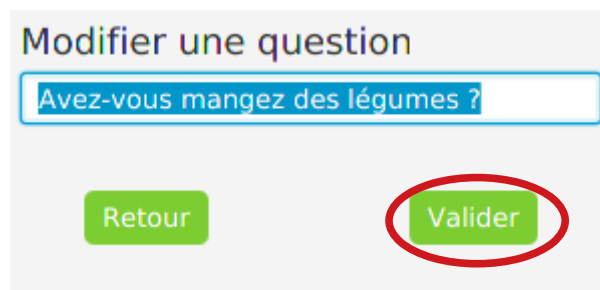 Modifier une question
Avez-vous mangez des légumes ?
Retour
Valider